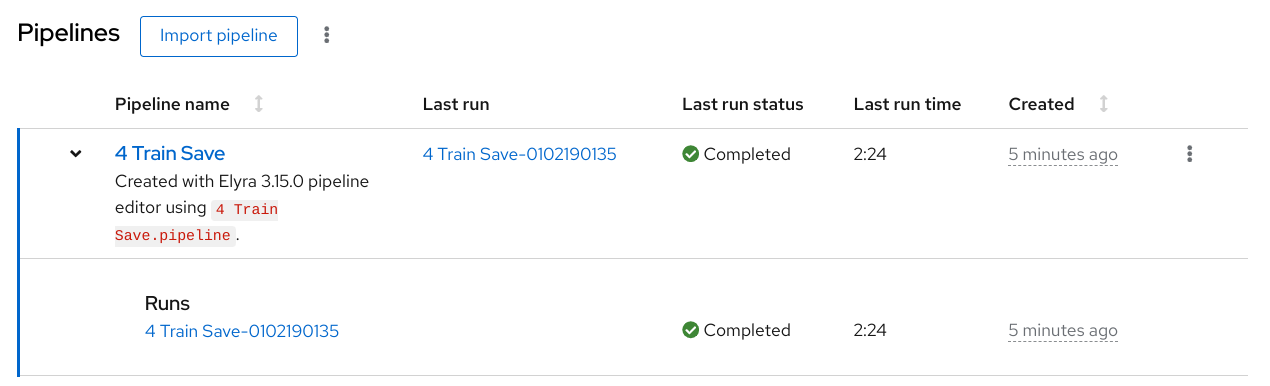 Pipelines Import pipeline
Pipeline name Last run Last run status Last run time Created
4 Train Save 4 Train Save-0102190135 Completed 2:24 5 minutes ago
Created with Elyra 3.15.0 pipeline
editor using 4 Train
Save.pipeline.
Runs
4 Train Save-0102190135 Completed 2:24 5 minutes ago